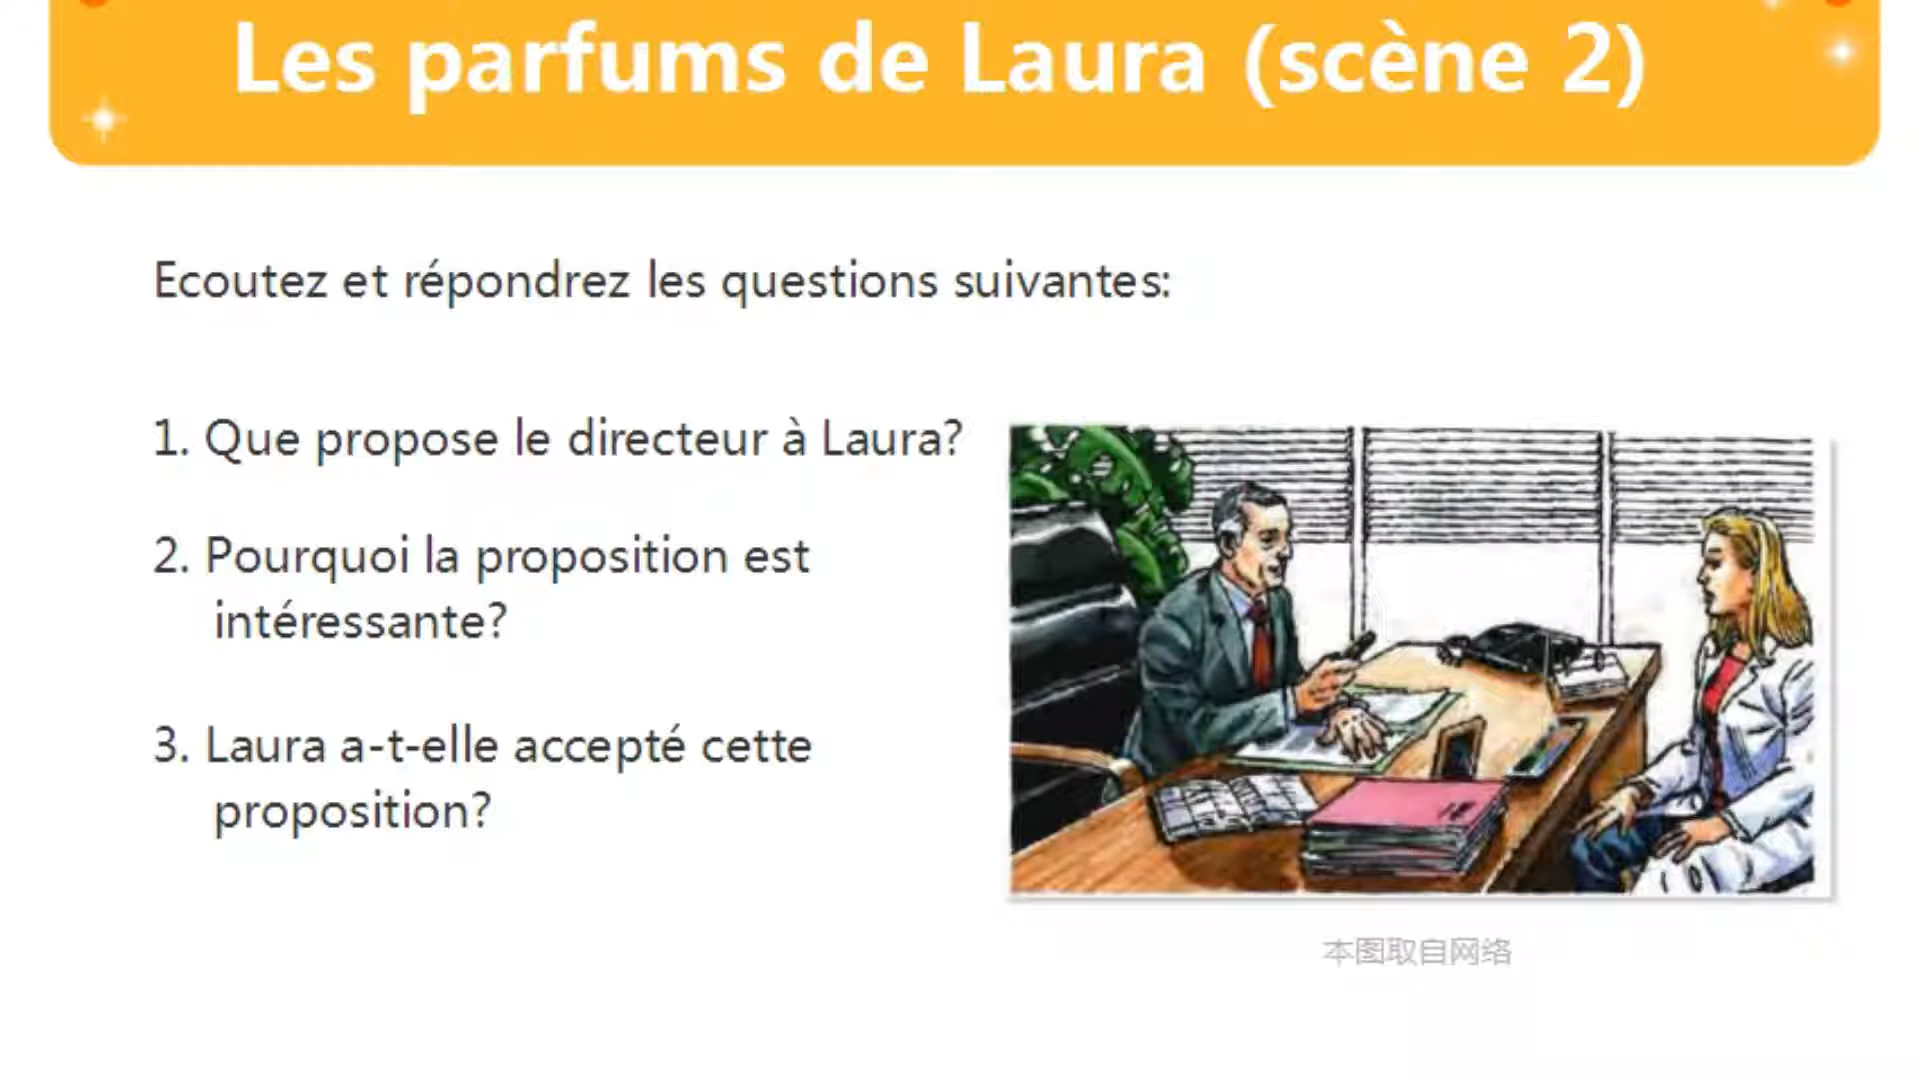 Les parfums de Laura (scène 2)
Ecoutez et répondrez les questions suivantes:
1. Que propose le directeur à Laura?
2. Pourquoi la proposition est
intéressante?
3. Laura a-t-elle accepté cette
proposition?
本图取自网络